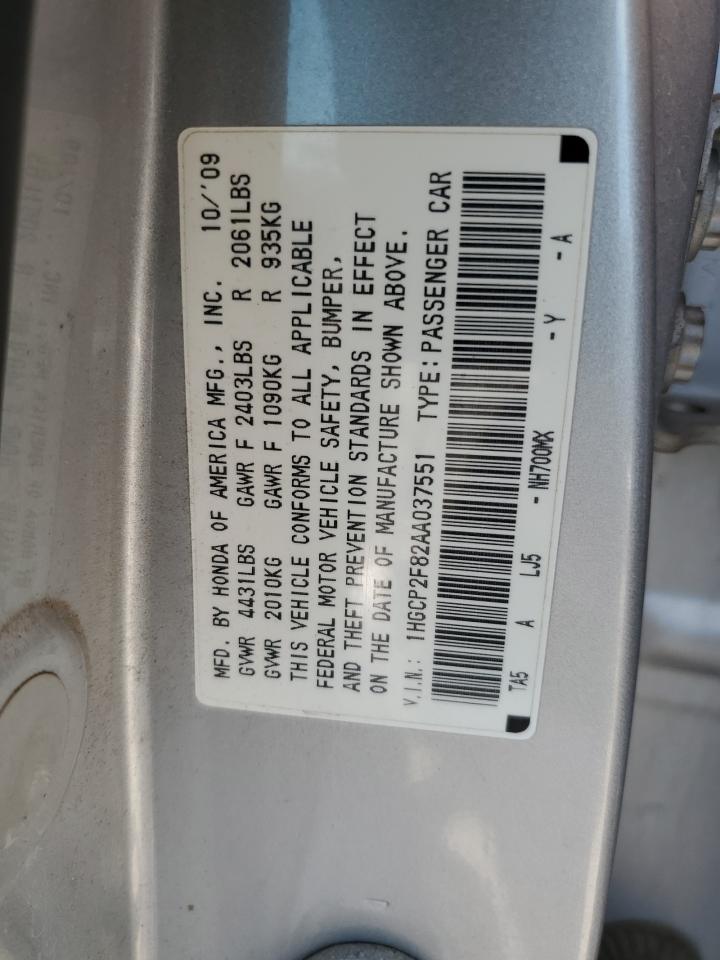 MFD. BY HONDA OF AMERICA MFG., INC. 10/'09
GVWR 4431LBS GAWR F 2403LBS R 2061LBS
GVWR 2010KG GAWR F 1090KG R 935KG
THIS VEHICLE CONFORMS TO ALL APPLICABLE
FEDERAL MOTOR VEHICLE SAFETY, BUMPER,
AND THEFT PREVENTION STANDARDS IN EFFECT
ON THE DATE OF MANUFACTURE SHOWN ABOVE.
V.I.N.: 1HGCP2F82AA037551 TYPE: PASSENGER CAR
TA5 A LJ5 - NH700MX - Y - A